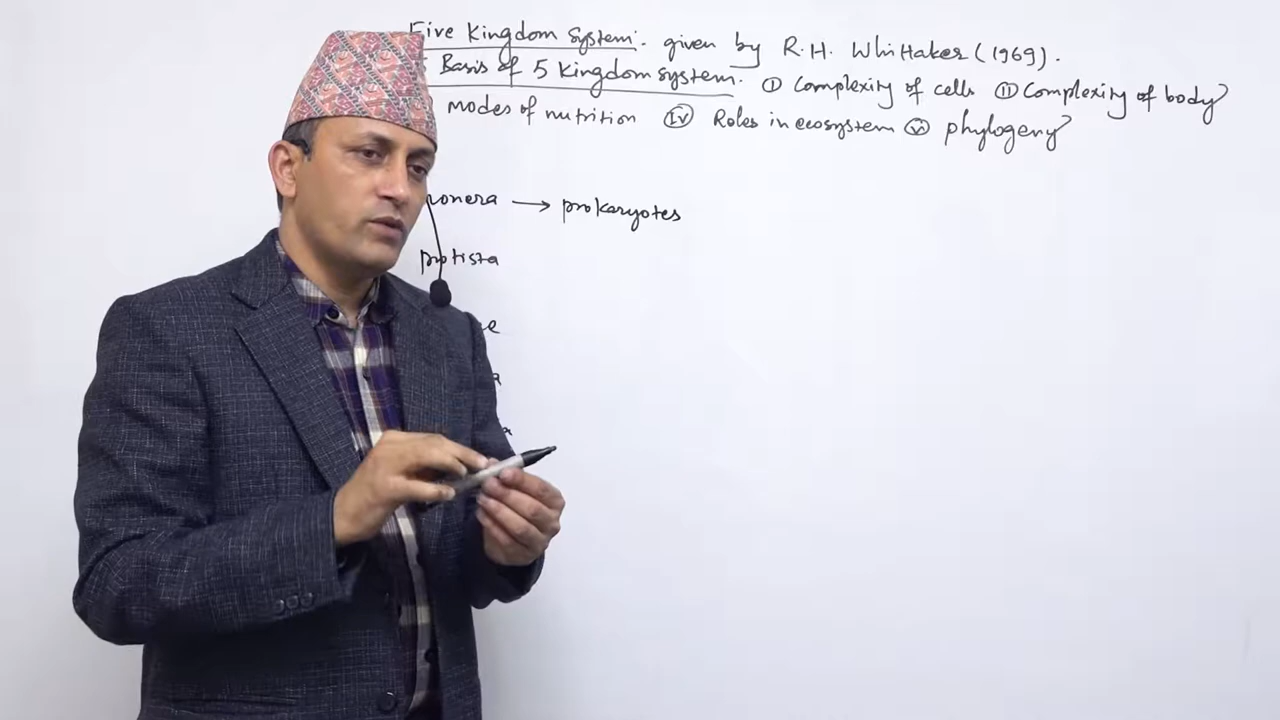 Five Kingdom System:- given by R.H. Whittaker (1969).
Basis of 5 Kingdom system. (I) Complexity of cells (II) Complexity of body
modes of nutrition (IV) Roles in ecosystem (V) phylogeny
monera → prokaryotes
protista